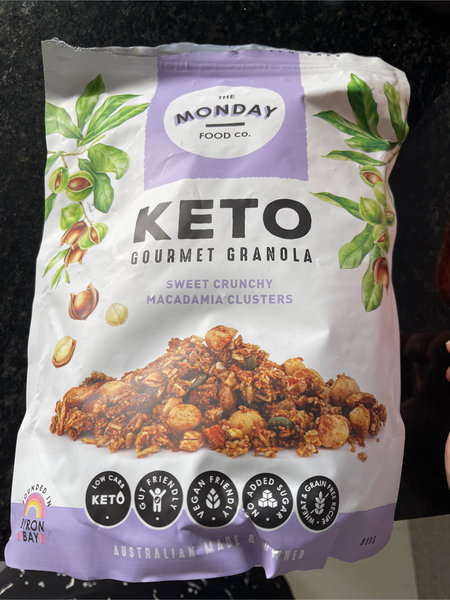 THE
MONDAY
FOOD CO.
KETO
GOURMET GRANOLA
SWEET CRUNCHY
MACADAMIA CLUSTERS
LOW CARB
KETO
GUT FRIENDLY
VEGAN FRIENDLY
NO ADDED SUGAR
WHEAT & GRAIN FREE RECIPE
FOUNDED IN
BYRON
BAY
AUSTRALIAN MADE & OWNED